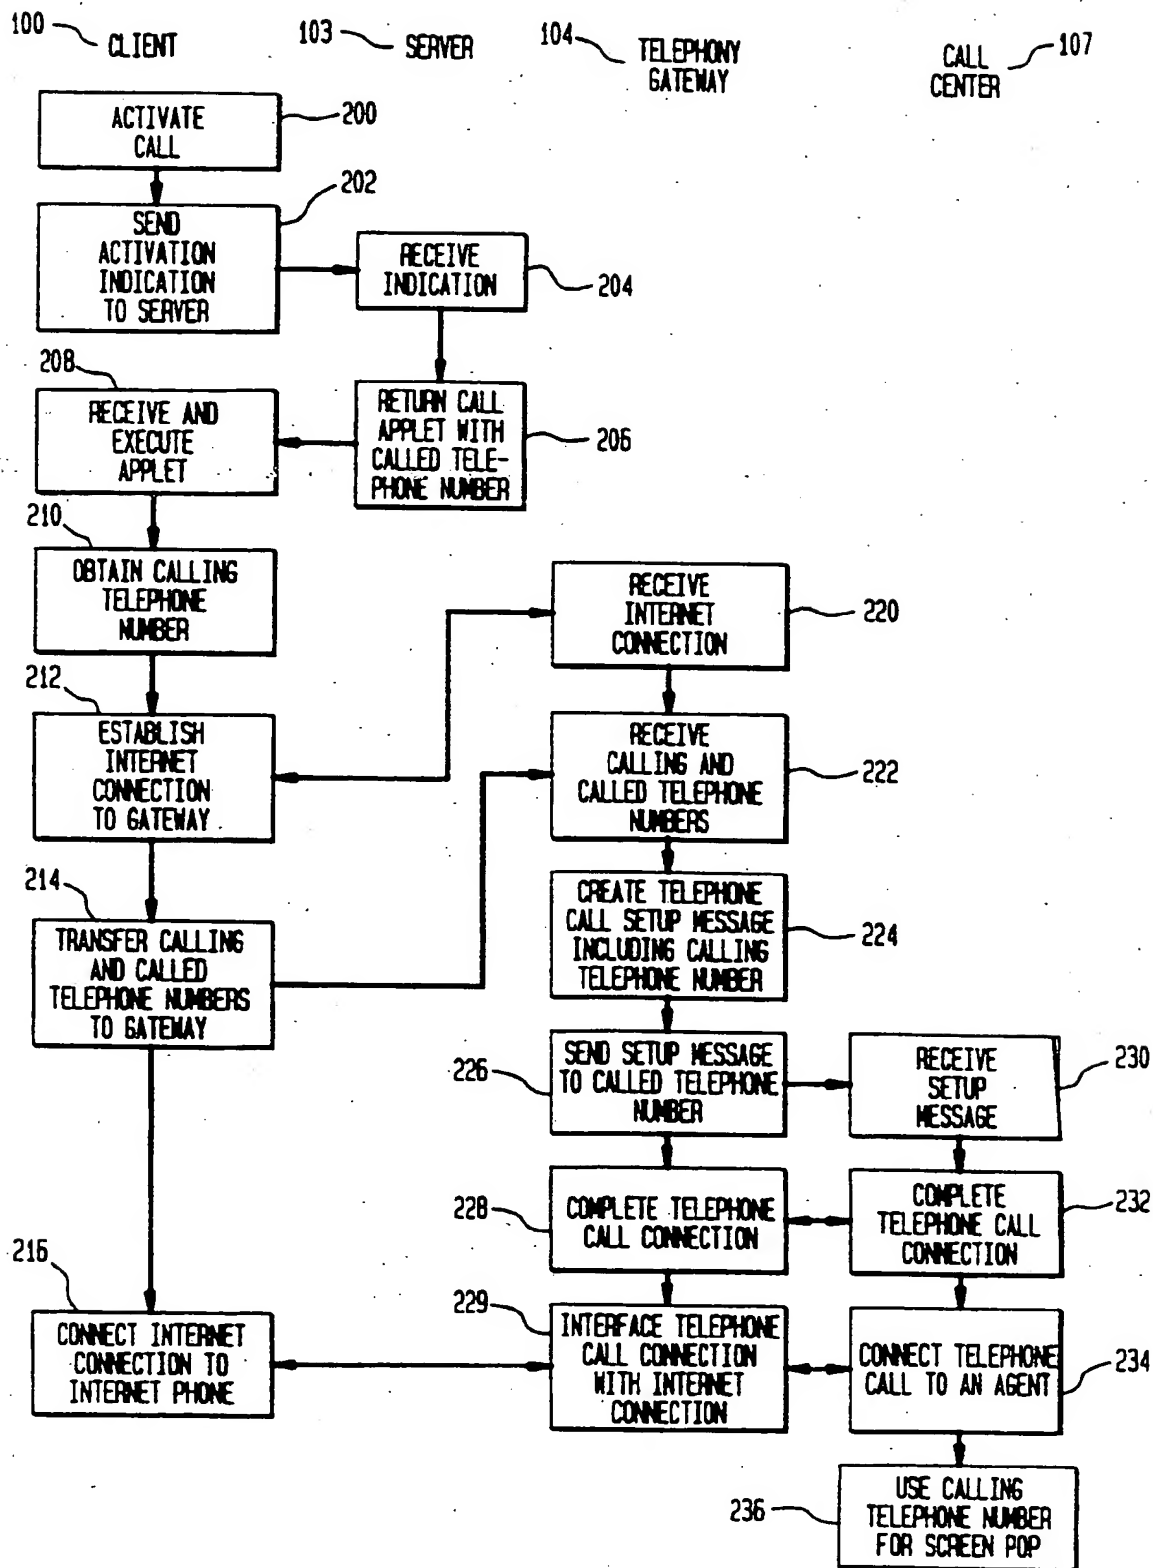 100
CLIENT
103
SERVER
104
TELEPHONY
GATEWAY
CALL
CENTER
107
ACTIVATE
CALL
200
SEND
ACTIVATION
INDICATION
TO SERVER
202
RECEIVE
INDICATION
204
RETURN CALL
APPLET WITH
CALLED TELE-
PHONE NUMBER
206
208
RECEIVE AND
EXECUTE
APPLET
210
OBTAIN CALLING
TELEPHONE
NUMBER
212
ESTABLISH
INTERNET
CONNECTION
TO GATEWAY
RECEIVE
INTERNET
CONNECTION
220
RECEIVE
CALLING AND
CALLED TELEPHONE
NUMBERS
222
214
TRANSFER CALLING
AND CALLED
TELEPHONE NUMBERS
TO GATEWAY
CREATE TELEPHONE
CALL SETUP MESSAGE
INCLUDING CALLING
TELEPHONE NUMBER
224
226
SEND SETUP MESSAGE
TO CALLED TELEPHONE
NUMBER
RECEIVE
SETUP
MESSAGE
230
228
COMPLETE TELEPHONE
CALL CONNECTION
COMPLETE
TELEPHONE CALL
CONNECTION
232
216
CONNECT INTERNET
CONNECTION TO
INTERNET PHONE
229
INTERFACE TELEPHONE
CALL CONNECTION
WITH INTERNET
CONNECTION
CONNECT TELEPHONE
CALL TO AN AGENT
234
236
USE CALLING
TELEPHONE NUMBER
FOR SCREEN POP